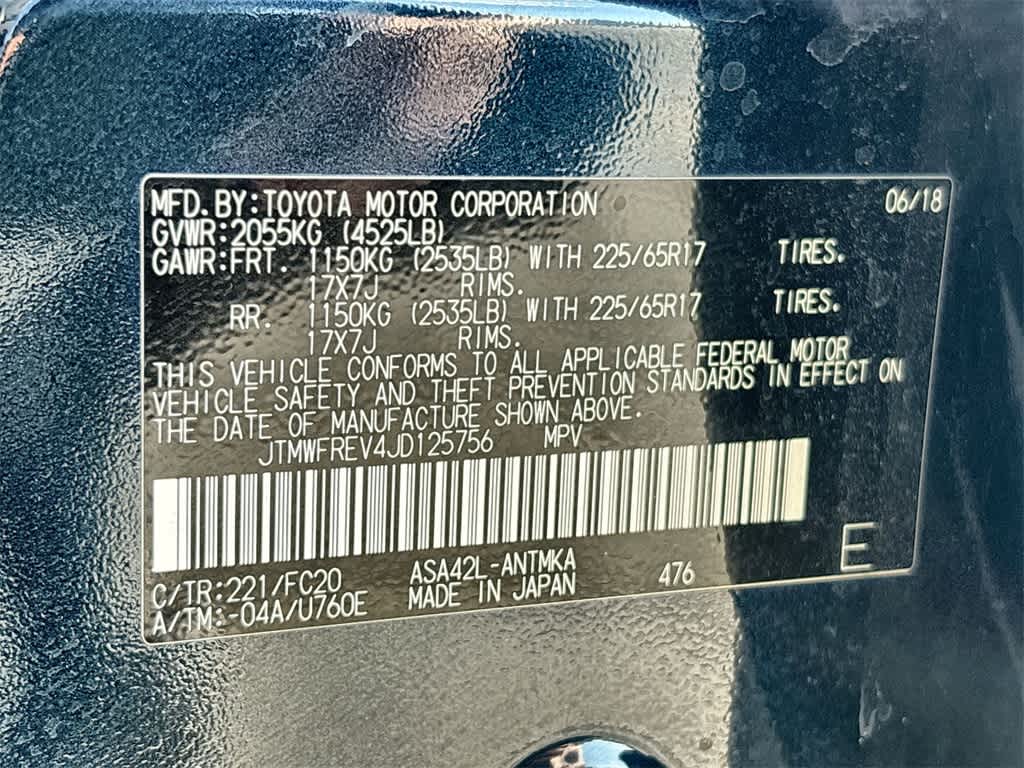 MFD. BY: TOYOTA MOTOR CORPORATION 06/18
GVWR: 2055KG (4525LB)
GAWR: FRT. 1150KG (2535LB) WITH 225/65R17 TIRES.
17X7J RIMS.
RR. 1150KG (2535LB) WITH 225/65R17 TIRES.
17X7J RIMS.
THIS VEHICLE CONFORMS TO ALL APPLICABLE FEDERAL MOTOR
VEHICLE SAFETY AND THEFT PREVENTION STANDARDS IN EFFECT ON
THE DATE OF MANUFACTURE SHOWN ABOVE.
JTMWFREV4JD125756 MPV
C/TR: 221/FC20 ASA42L-ANTMKA 476 E
A/TM: -04A/U760E MADE IN JAPAN